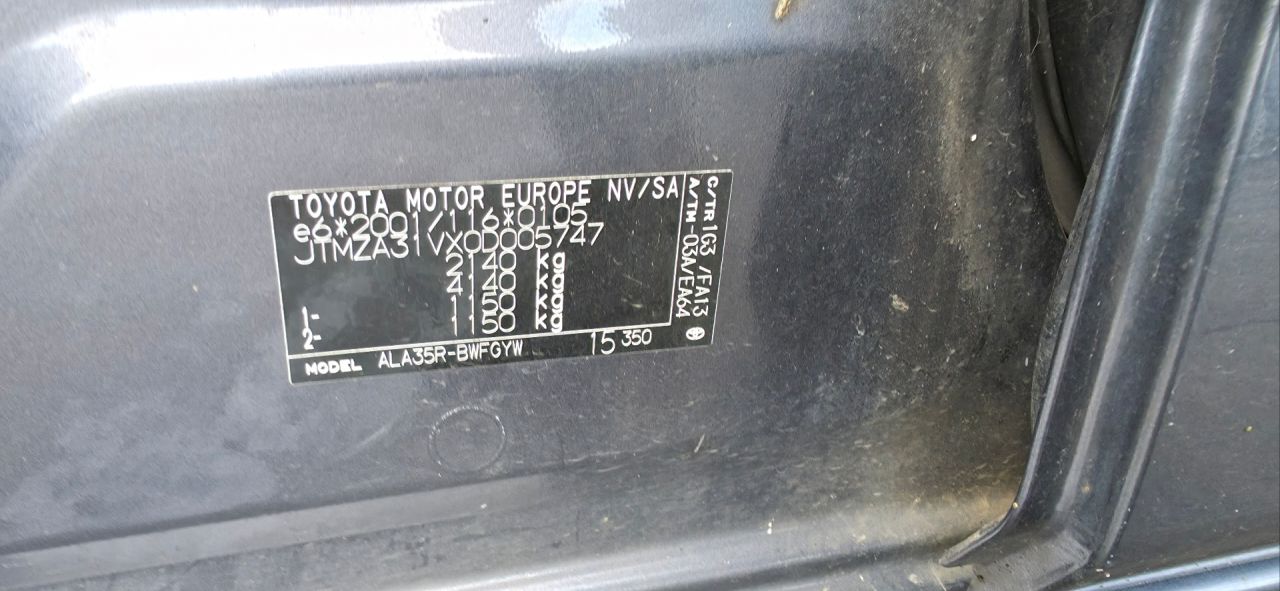 TOYOTA MOTOR EUROPE NV/SA
e6*2001/116*0105
JTMZA31VX0D005747
2140 kg
4140 kg
1- 1150 kg
2- 1150 kg
MODEL ALA35R-BWFGYW 15 350
C/TR 1G3 /FA13
A/TM-03A/EA64